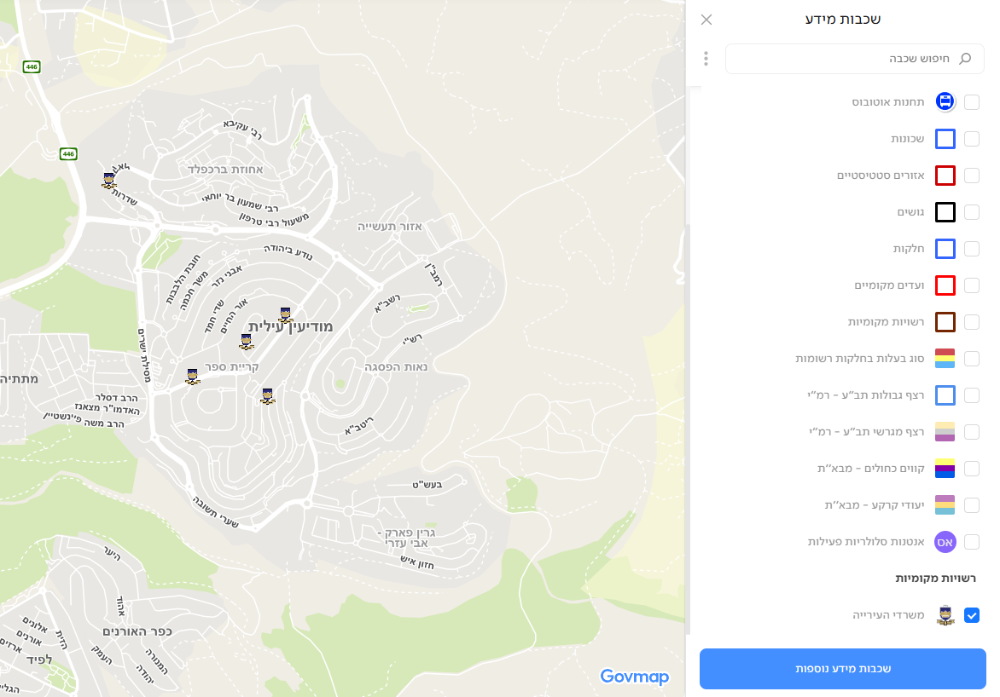 שכבות מידע
חיפוש שכבה
תחנות אוטובוס
שכונות
אזורים סטטיסטיים
גושים
חלקות
ועדים מקומיים
רשויות מקומיות
סוג בעלות בחלקות רשומות
רצף גבולות תב״ע - רמ״י
רצף מגרשי תב״ע - רמ״י
קווים כחולים - מבא״ת
יעודי קרקע - מבא״ת
אס
אנטנות סלולריות פעילות
רשויות מקומיות
משרדי העירייה
שכבות מידע נוספות
446
446
רבי עקיבא
אחוזת ברכפלד
שדרות
רבי שמעון בר יוחאי
משעול רבי טרפון
אזור תעשייה
נודע ביהודה
חובת הלבבות
משך חכמה
אבני נזר
רמב"ן
רשב"א
שדי חמד
אור החיים
מודיעין עילית
רש"י
מסילת ישרים
קריית ספר
נאות הפסגה
מתתיה
הרב דסלר
האדמו"ר מצאנז
הרב משה פיינשטיי/
ריטב"א
בעש"ט
שערי תשובה
גרין פארק -
אבי עזרי
חזון איש
היער
אהוד
אלונים
אורנים
ארזים
הזית
כפר האורנים
העמק
המנורה
יהודה
לפיד
הגליי
Govmap